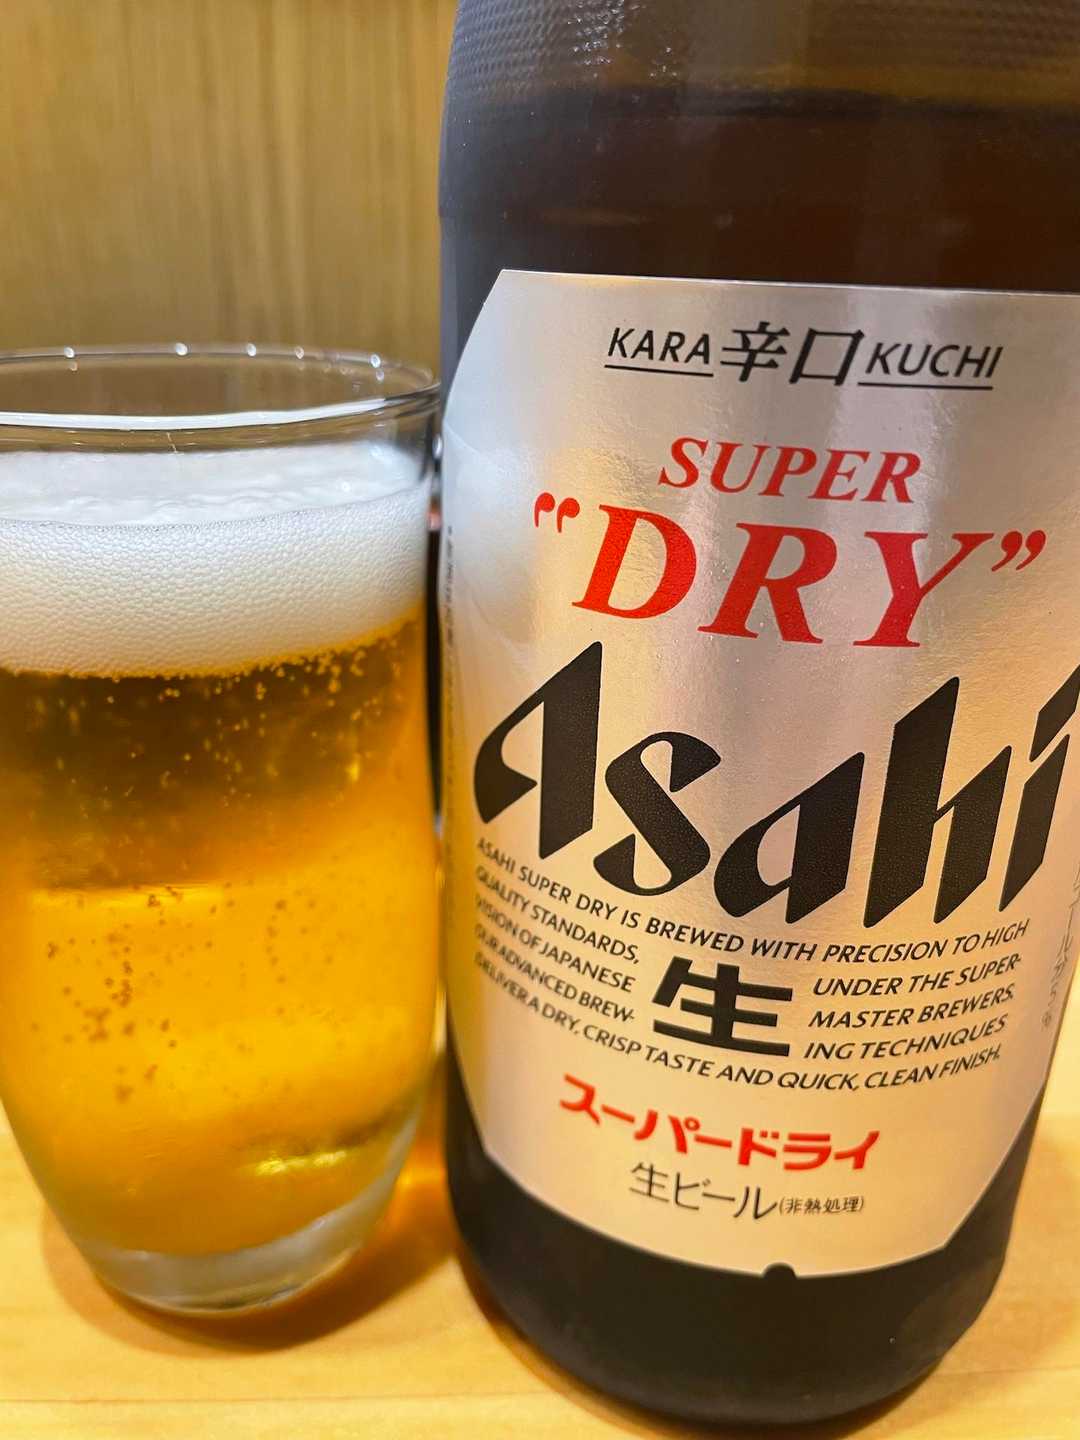 KARA 辛口 KUCHI
SUPER
"DRY"
Asahi
ASAHI SUPER DRY IS BREWED WITH PRECISION TO HIGH
QUALITY STANDARDS, UNDER THE SUPER-
VISION OF JAPANESE MASTER BREWERS.
OUR ADVANCED BREW- ING TECHNIQUES
DELIVER A DRY, CRISP TASTE AND QUICK, CLEAN FINISH.
生
スーパードライ
生ビール(非熱処理)